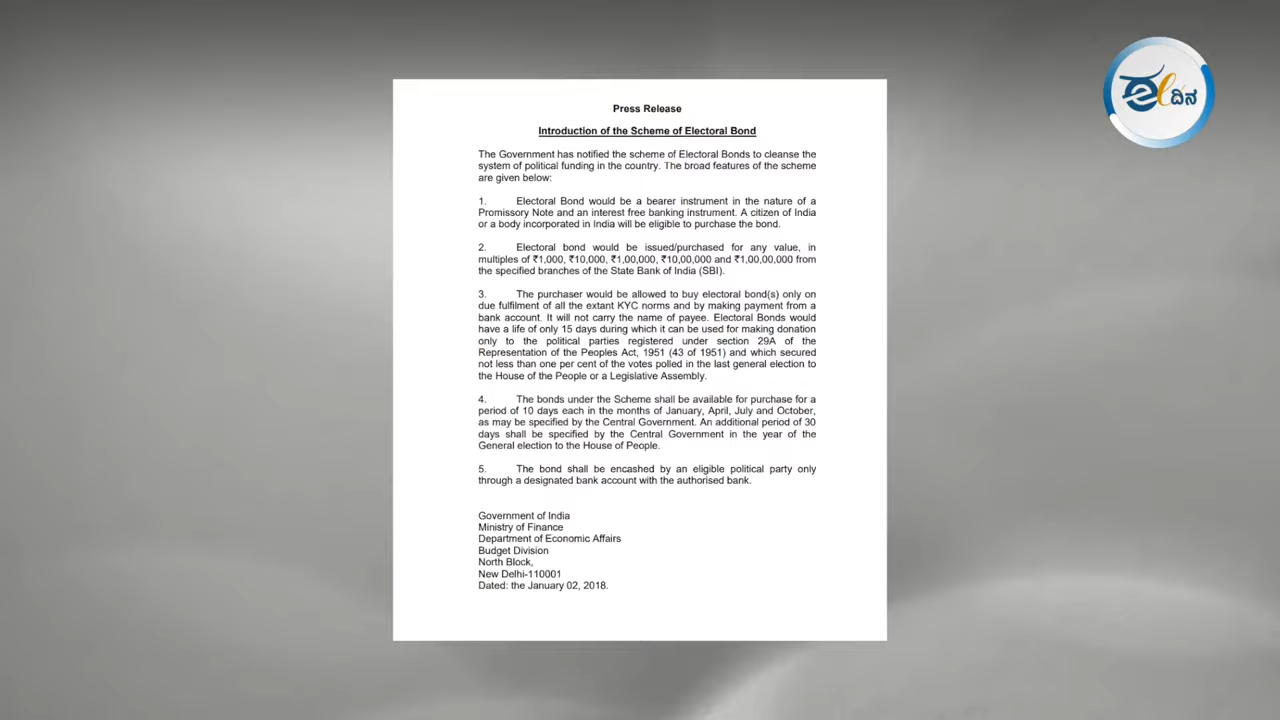 Press Release
Introduction of the Scheme of Electoral Bond
The Government has notified the scheme of Electoral Bonds to cleanse the
system of political funding in the country. The broad features of the scheme
are given below:
1. Electoral Bond would be a bearer instrument in the nature of a
Promissory Note and an interest free banking instrument. A citizen of India
or a body incorporated in India will be eligible to purchase the bond.
2. Electoral bond would be issued/purchased for any value, in
multiples of ₹1,000, ₹10,000, ₹1,00,000, ₹10,00,000 and ₹1,00,00,000 from
the specified branches of the State Bank of India (SBI).
3. The purchaser would be allowed to buy electoral bond(s) only on
due fulfilment of all the extant KYC norms and by making payment from a
bank account. It will not carry the name of payee. Electoral Bonds would
have a life of only 15 days during which it can be used for making donation
only to the political parties registered under section 29A of the
Representation of the Peoples Act, 1951 (43 of 1951) and which secured
not less than one per cent of the votes polled in the last general election to
the House of the People or a Legislative Assembly.
4. The bonds under the Scheme shall be available for purchase for a
period of 10 days each in the months of January, April, July and October,
as may be specified by the Central Government. An additional period of 30
days shall be specified by the Central Government in the year of the
General election to the House of People.
5. The bond shall be encashed by an eligible political party only
through a designated bank account with the authorised bank.
Government of India
Ministry of Finance
Department of Economic Affairs
Budget Division
North Block,
New Delhi-110001
Dated: the January 02, 2018.
ದಿನ